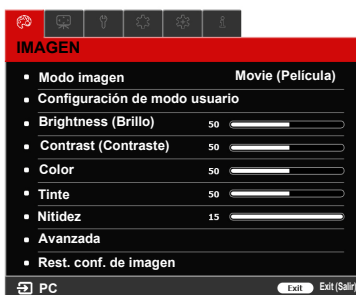 IMAGEN
Modo imagen Movie (Película)
Configuración de modo usuario
Brightness (Brillo) 50
Contrast (Contraste) 50
Color 50
Tinte 50
Nitidez 15
Avanzada
Rest. conf. de imagen
PC Exit Exit (Salir)